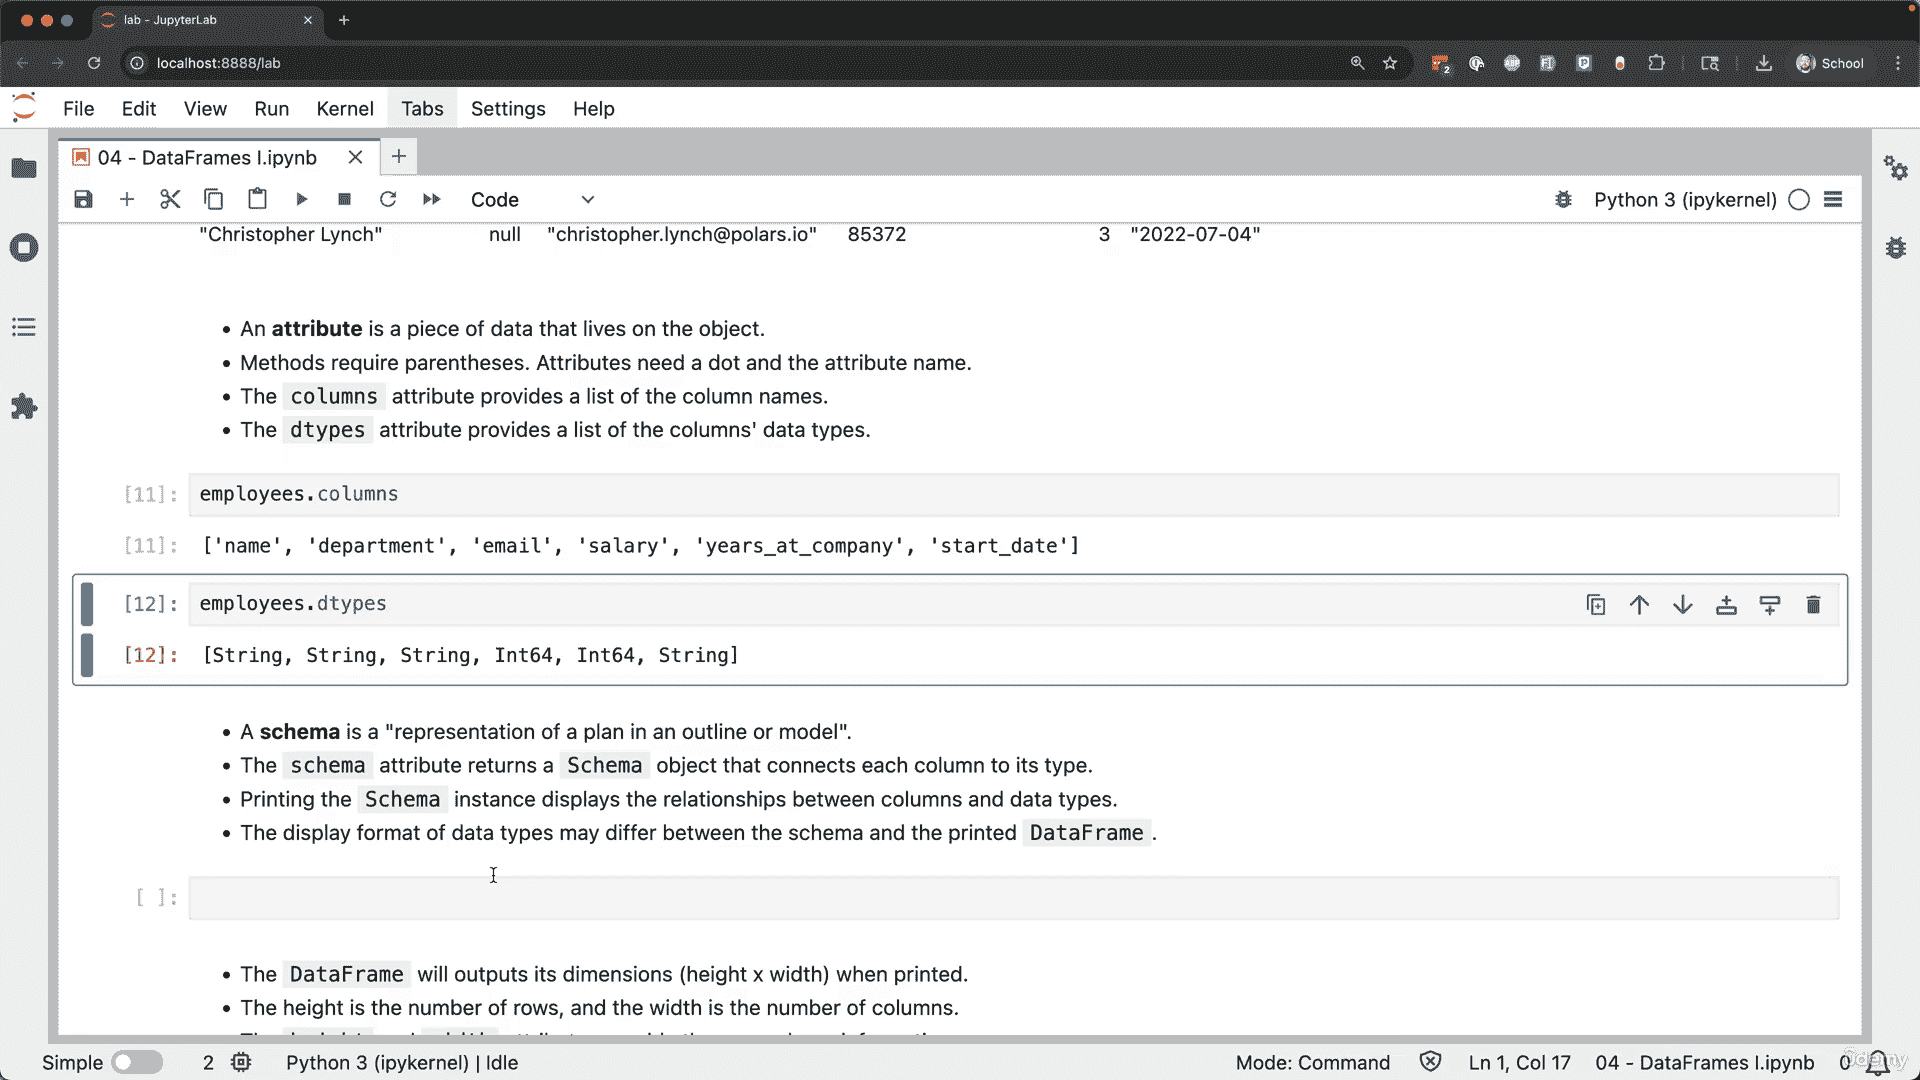 lab - JupyterLab
localhost:8888/lab
2
School
File Edit View Run Kernel Tabs Settings Help
04 - DataFrames I.ipynb
Code
Python 3 (ipykernel)
"Christopher Lynch" null "christopher.lynch@polars.io" 85372 3 "2022-07-04"
• An attribute is a piece of data that lives on the object.
• Methods require parentheses. Attributes need a dot and the attribute name.
• The columns attribute provides a list of the column names.
• The dtypes attribute provides a list of the columns' data types.
[11]: employees.columns
[11]: ['name', 'department', 'email', 'salary', 'years_at_company', 'start_date']
[12]: employees.dtypes
[12]: [String, String, String, Int64, Int64, String]
• A schema is a "representation of a plan in an outline or model".
• The schema attribute returns a Schema object that connects each column to its type.
• Printing the Schema instance displays the relationships between columns and data types.
• The display format of data types may differ between the schema and the printed DataFrame.
[ ]:
• The DataFrame will outputs its dimensions (height x width) when printed.
• The height is the number of rows, and the width is the number of columns.
Simple 2 Python 3 (ipykernel) | Idle Mode: Command Ln 1, Col 17 04 - DataFrames I.ipynb 0
udemy